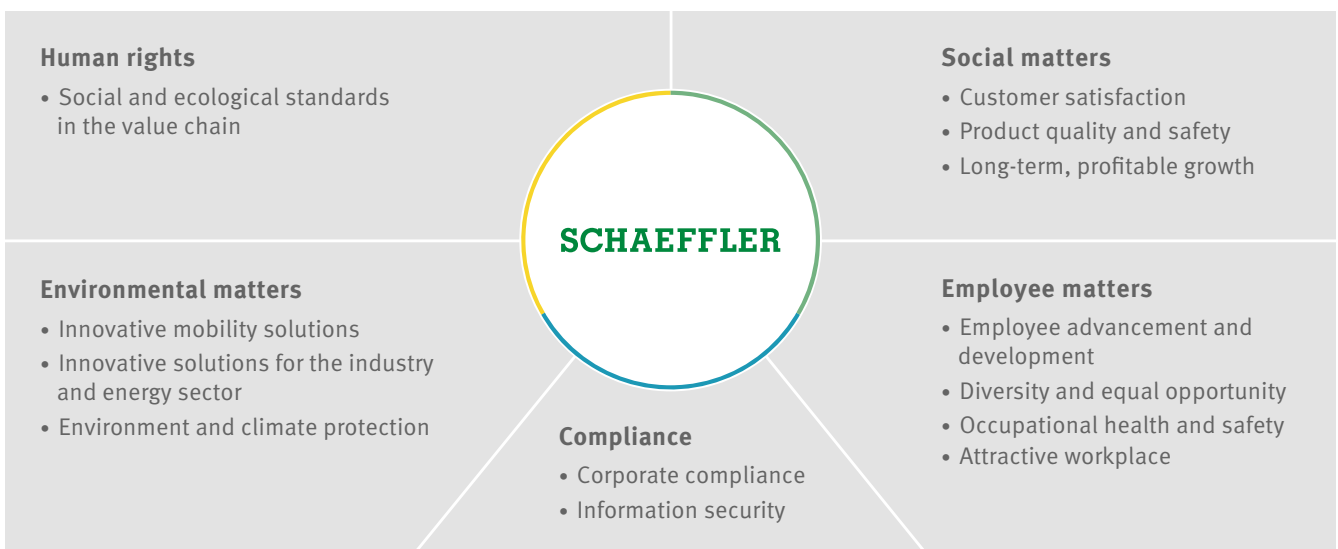 Human rights
• Social and ecological standards
in the value chain
Social matters
• Customer satisfaction
• Product quality and safety
• Long-term, profitable growth
SCHAEFFLER
Environmental matters
• Innovative mobility solutions
• Innovative solutions for the industry
and energy sector
• Environment and climate protection
Employee matters
• Employee advancement and
development
• Diversity and equal opportunity
• Occupational health and safety
• Attractive workplace
Compliance
• Corporate compliance
• Information security